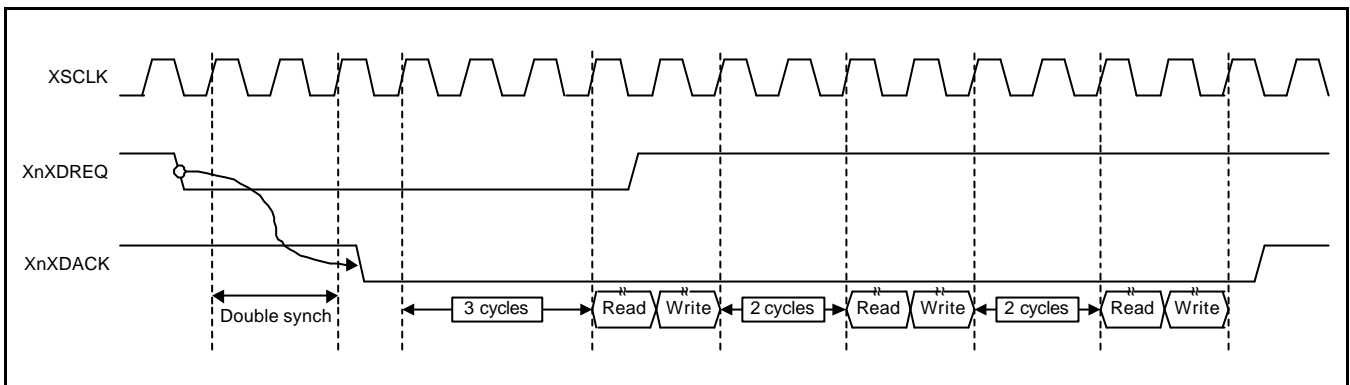 XSCLK
XnXDREQ
XnXDACK
Double synch
3 cycles
Read
Write
2 cycles
Read
Write
2 cycles
Read
Write